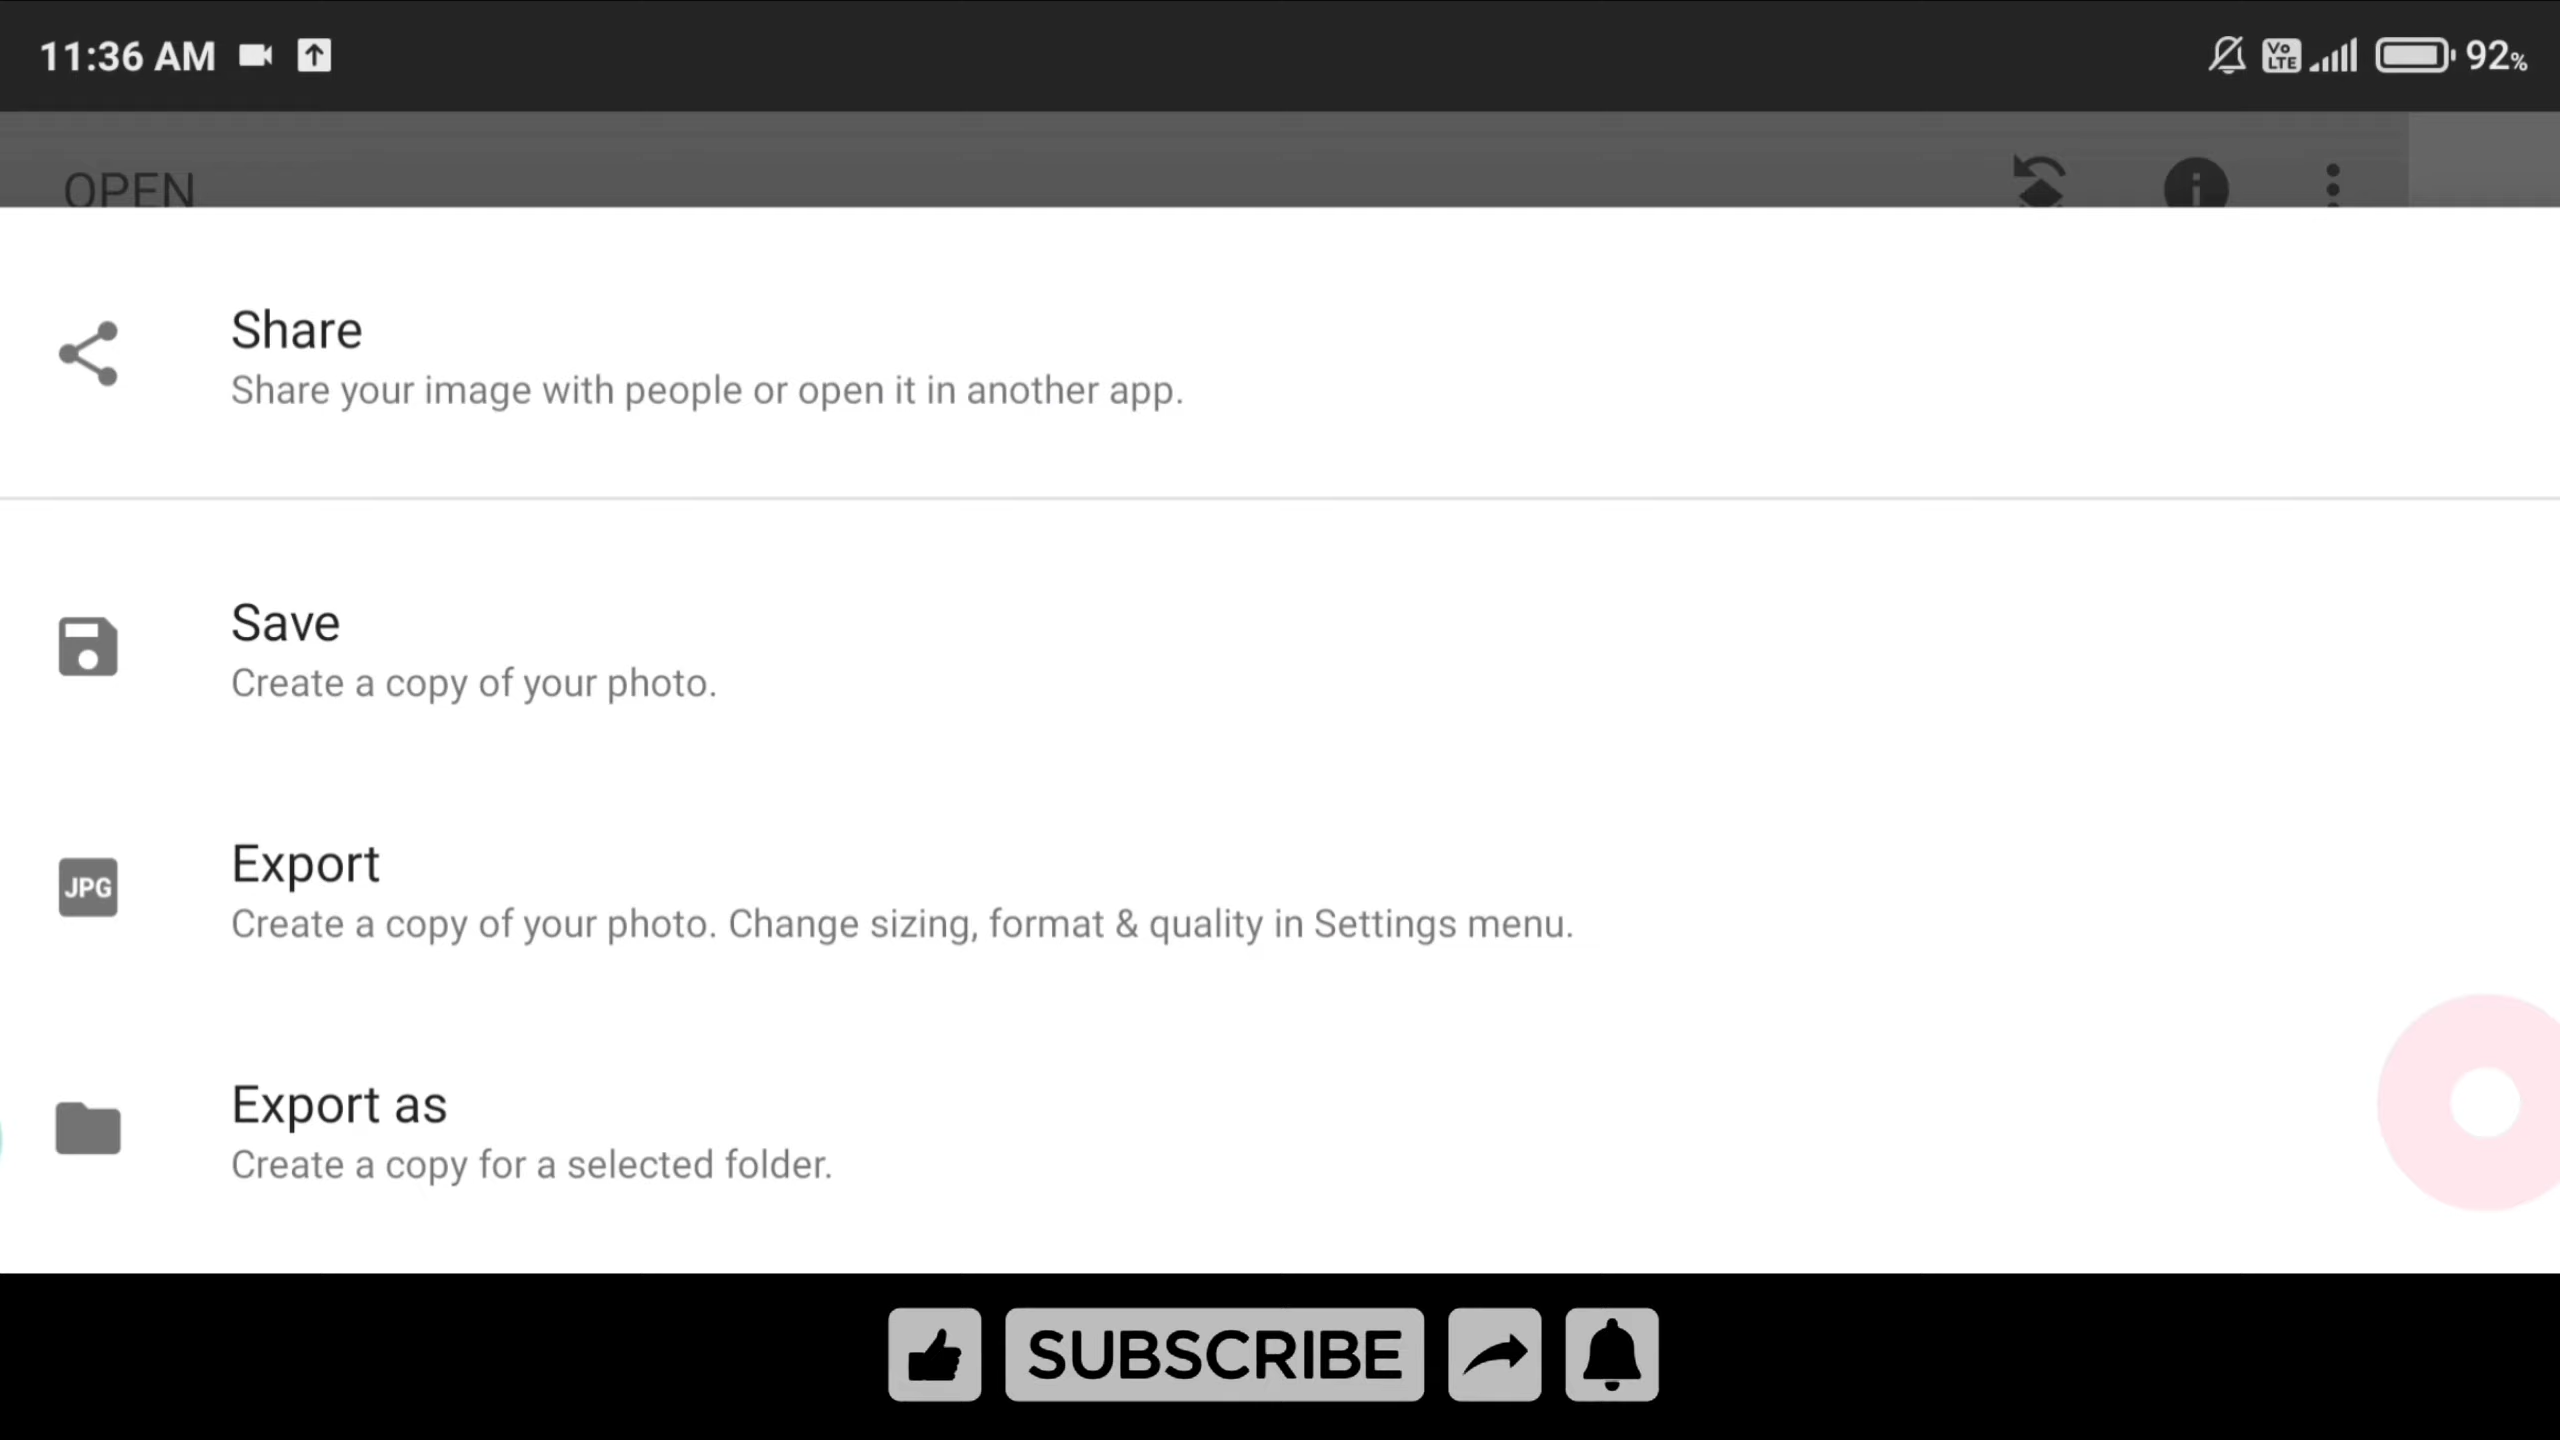 11:36 AM
Vo LTE
92%
OPEN
Share
Share your image with people or open it in another app.
Save
Create a copy of your photo.
JPG
Export
Create a copy of your photo. Change sizing, format & quality in Settings menu.
Export as
Create a copy for a selected folder.
SUBSCRIBE